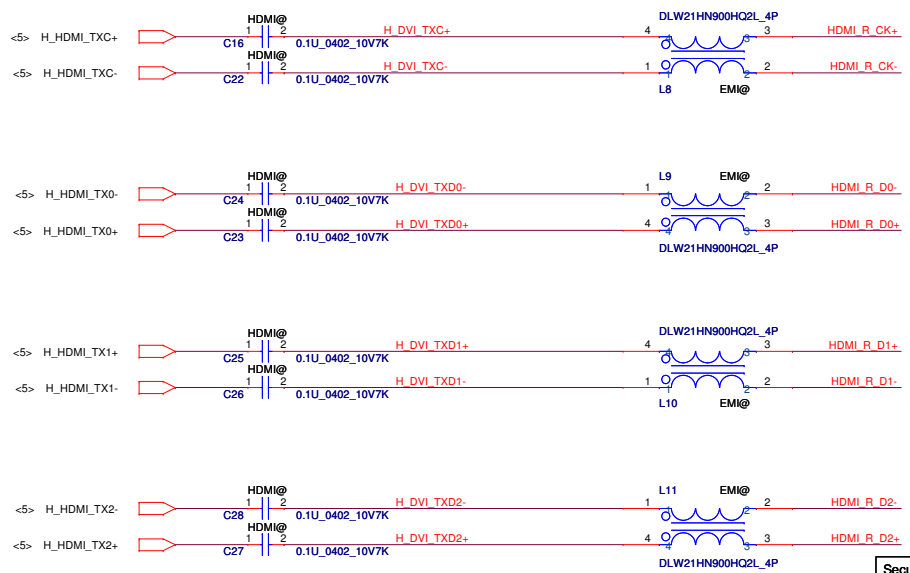 HDMI@ DLW21HN900HQ2L_4P
<5> H_HDMI_TXC+ 1 2 H_DVI_TXC+ 4 4 3 3 HDMI_R_CK+
C16 0.1U_0402_10V7K
<5> H_HDMI_TXC- 1 2 H_DVI_TXC- 1 1 2 2 HDMI_R_CK-
C22 0.1U_0402_10V7K L8 EMI@
HDMI@ L9 EMI@
<5> H_HDMI_TX0- 1 2 H_DVI_TXD0- 1 1 2 2 HDMI_R_D0-
C24 0.1U_0402_10V7K
<5> H_HDMI_TX0+ 1 2 H_DVI_TXD0+ 4 4 3 3 HDMI_R_D0+
C23 0.1U_0402_10V7K DLW21HN900HQ2L_4P
HDMI@ DLW21HN900HQ2L_4P
<5> H_HDMI_TX1+ 1 2 H_DVI_TXD1+ 4 4 3 3 HDMI_R_D1+
C25 0.1U_0402_10V7K
<5> H_HDMI_TX1- 1 2 H_DVI_TXD1- 1 1 2 2 HDMI_R_D1-
C26 0.1U_0402_10V7K L10 EMI@
HDMI@ L11 EMI@
<5> H_HDMI_TX2- 1 2 H_DVI_TXD2- 1 1 2 2 HDMI_R_D2-
C28 0.1U_0402_10V7K
<5> H_HDMI_TX2+ 1 2 H_DVI_TXD2+ 4 4 3 3 HDMI_R_D2+
C27 0.1U_0402_10V7K DLW21HN900HQ2L_4P
Secu